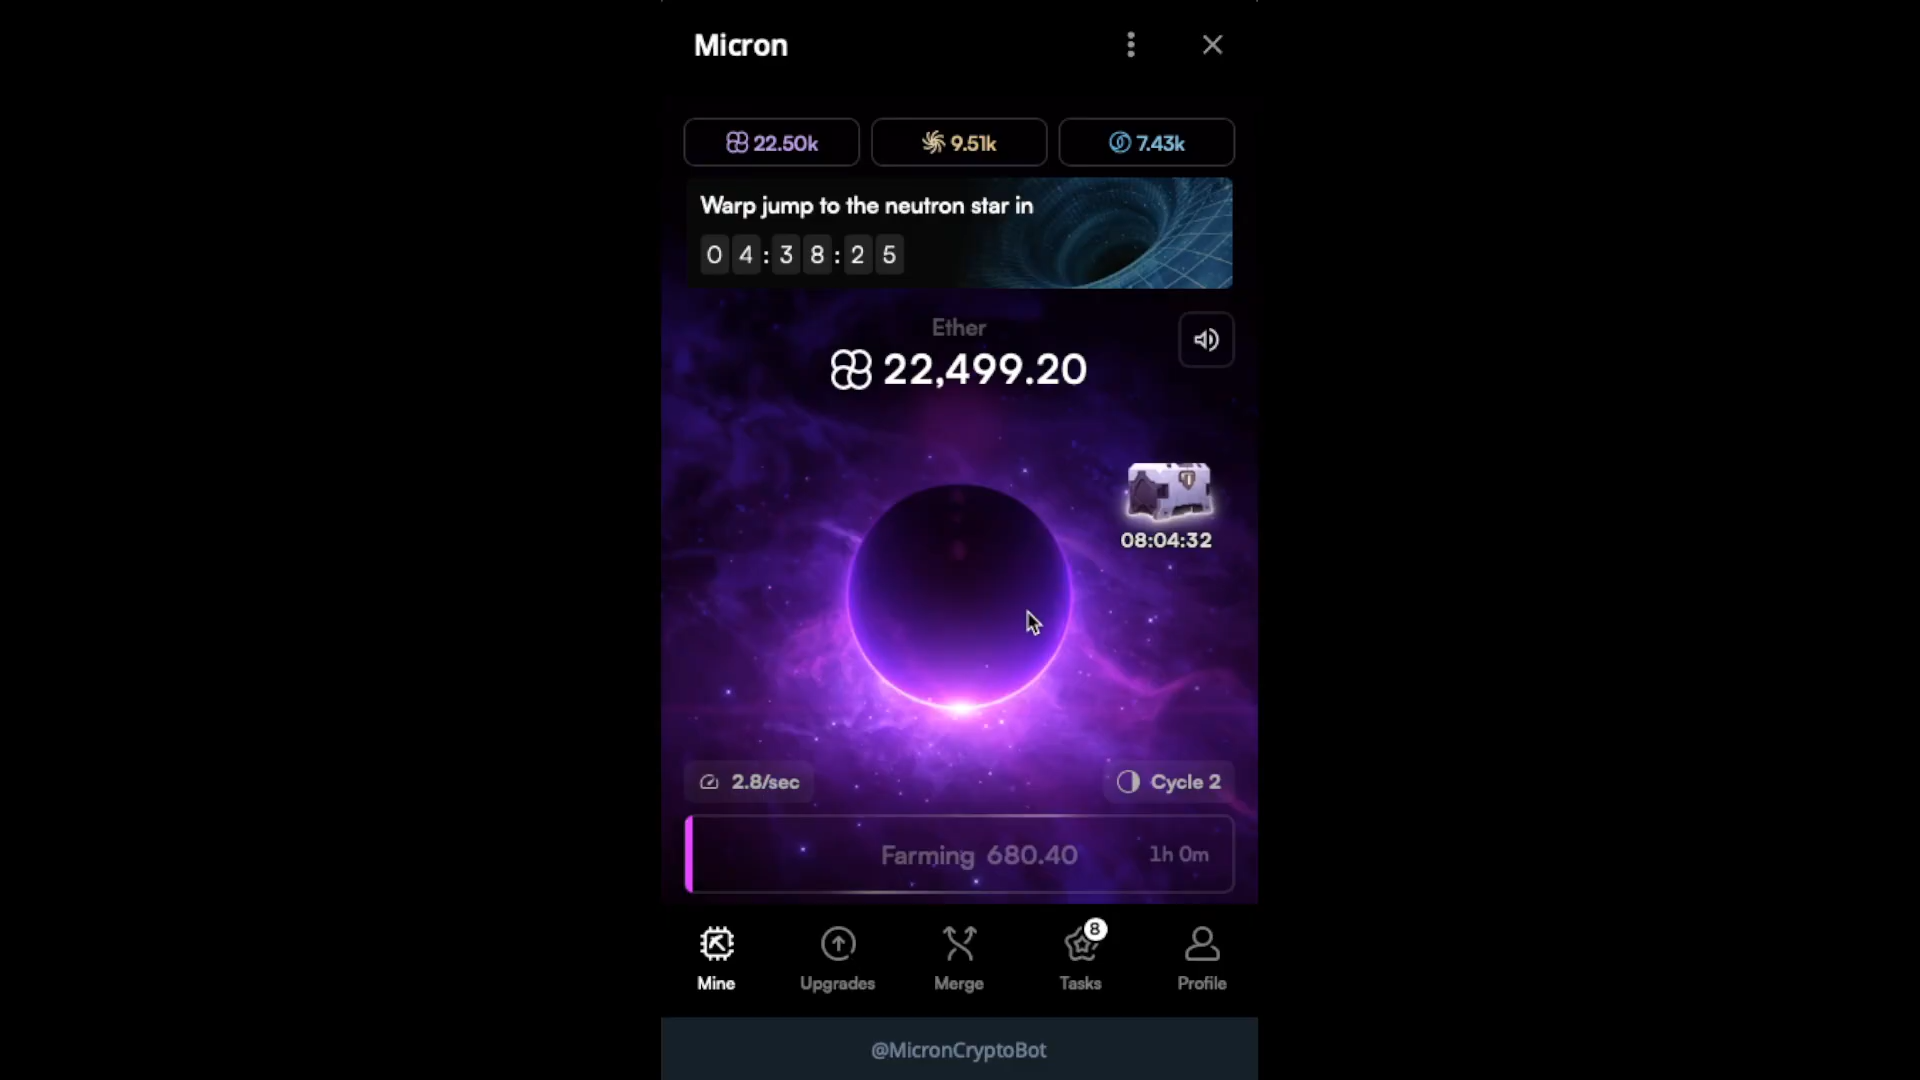 Micron
22.50k
9.51k
7.43k
Warp jump to the neutron star in
04:38:25
Ether
22,499.20
08:04:32
2.8/sec
Cycle 2
Farming 680.40
1h 0m
8
Mine
Upgrades
Merge
Tasks
Profile
@MicronCryptoBot